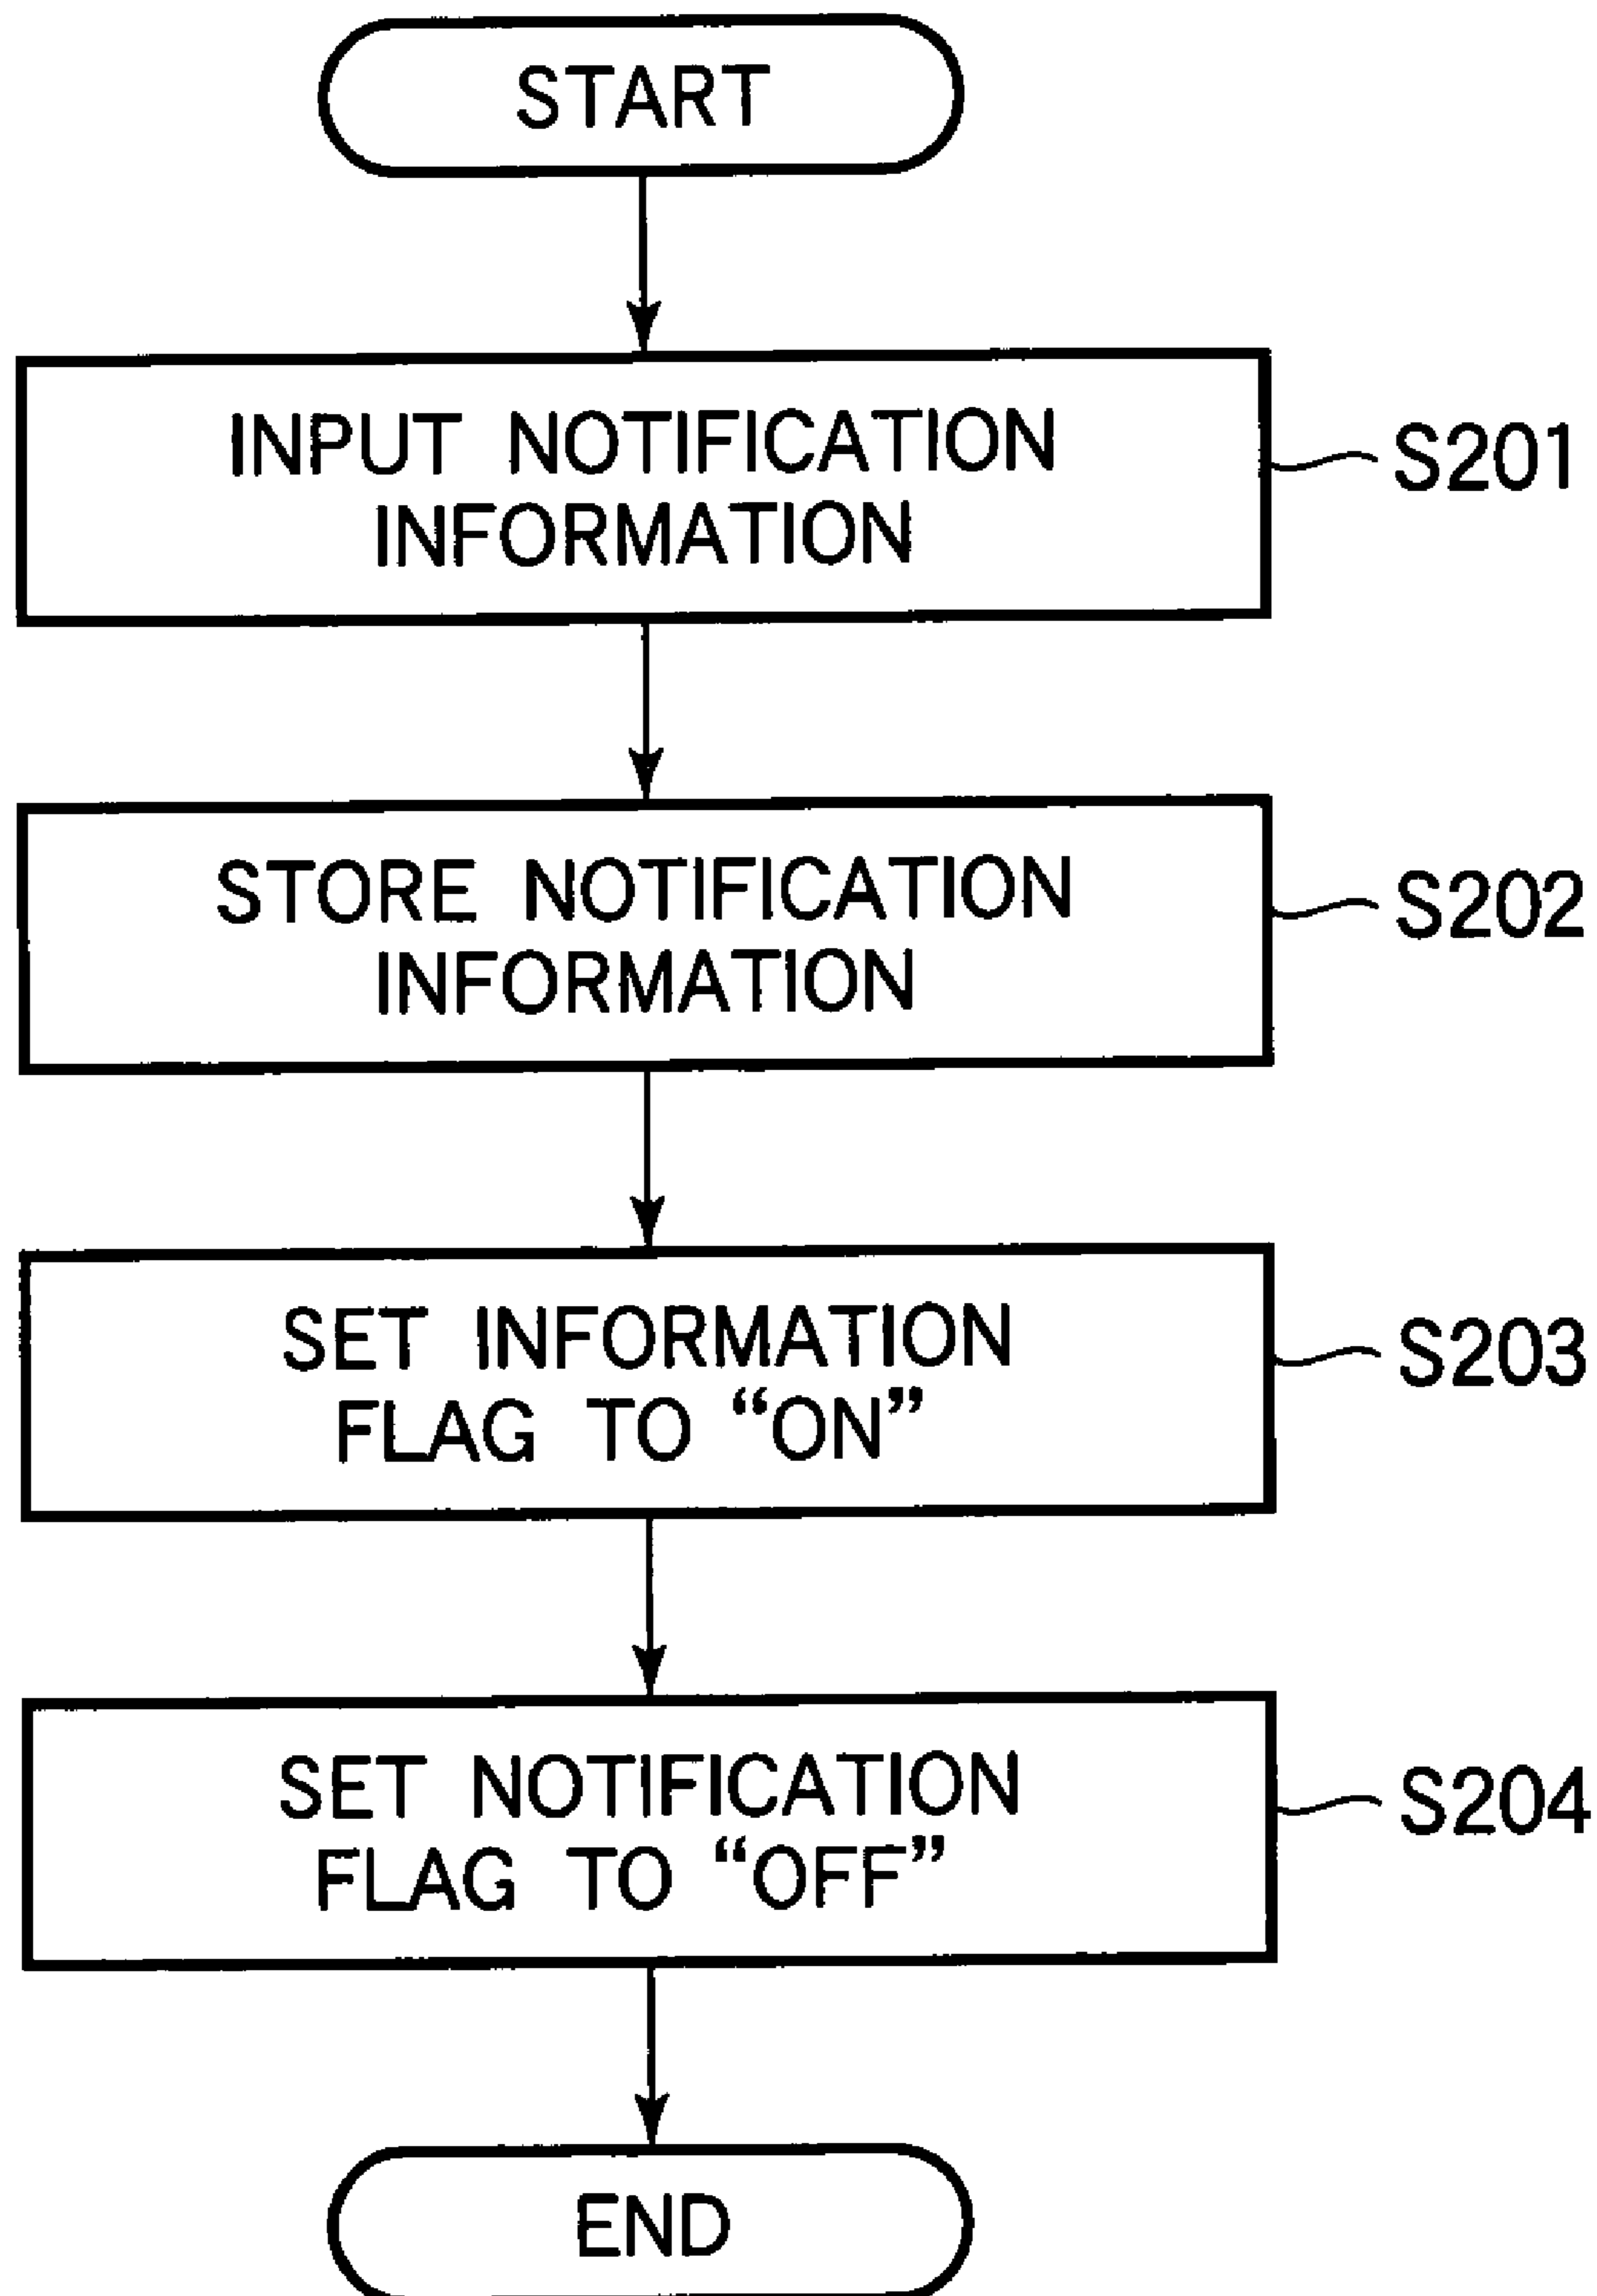 START
INPUT NOTIFICATION
INFORMATION
S201
STORE NOTIFICATION
INFORMATION
S202
SET INFORMATION
FLAG TO “ON”
S203
SET NOTIFICATION
FLAG TO “OFF”
S204
END